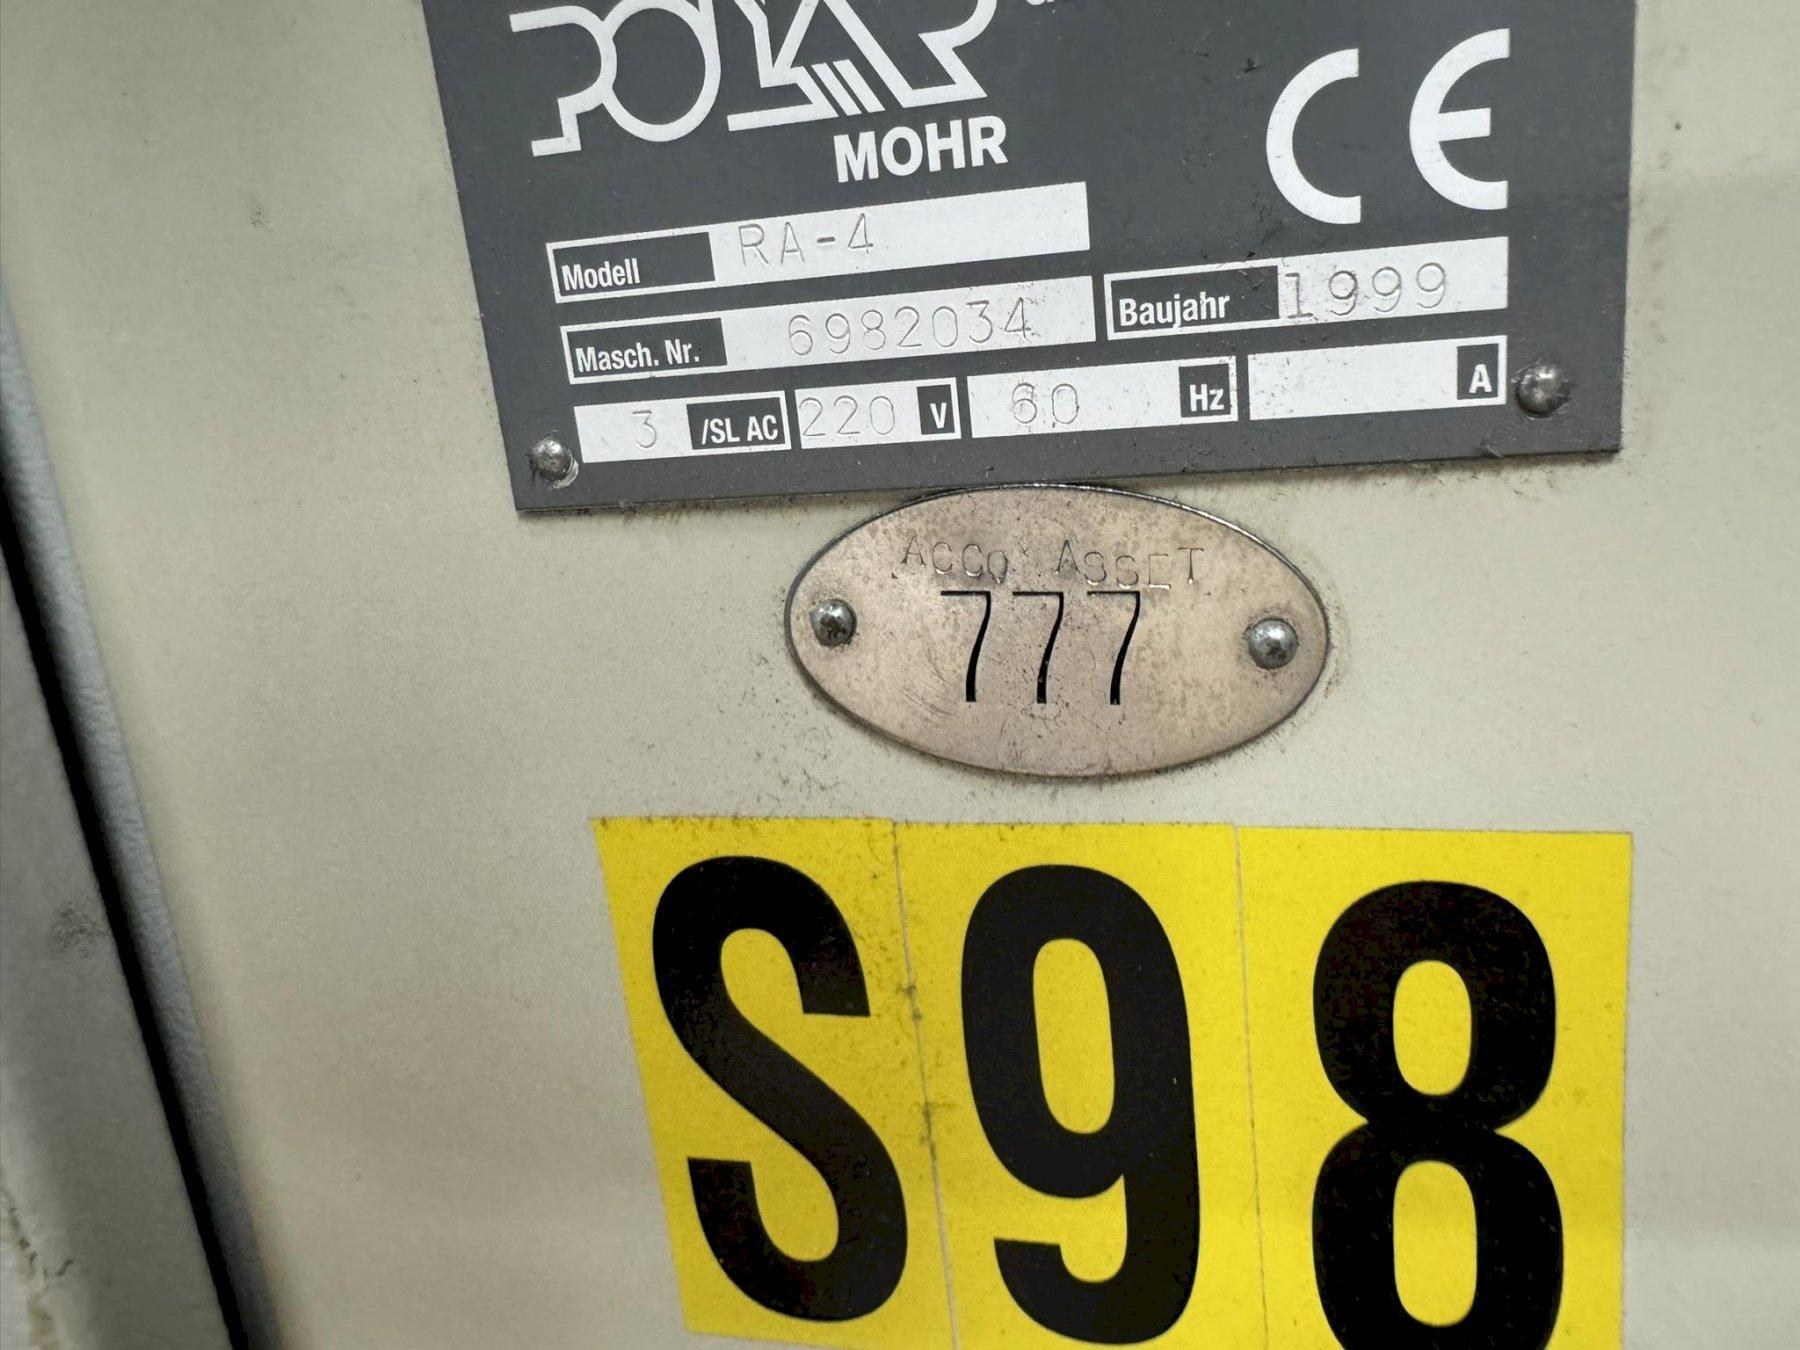 POLAR
MOHR
CE
Modell RA-4
Masch. Nr. 6982034 Baujahr 1999
3 /SL AC 220 V 60 Hz A
ACCO ASSET
777
S98